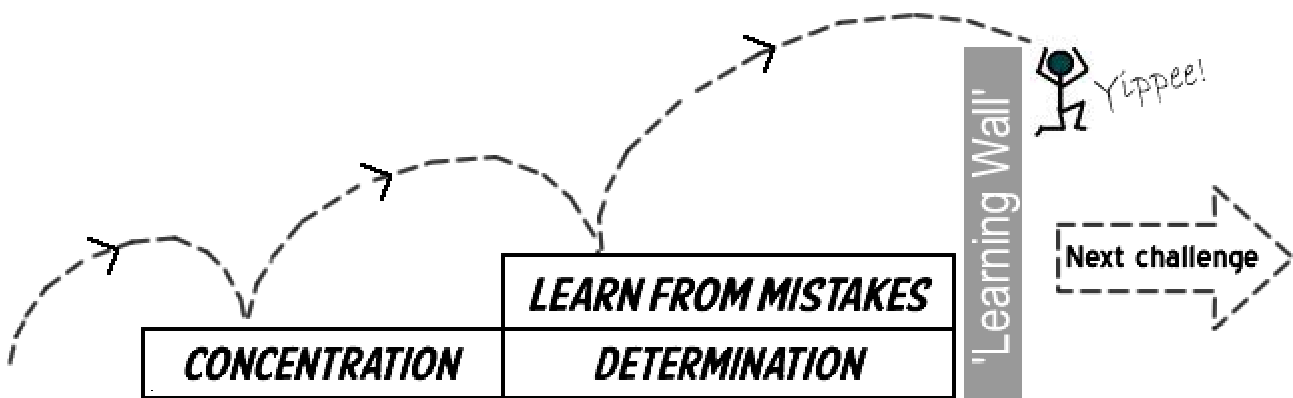 Yippee!
'Learning Wall'
Next challenge
LEARN FROM MISTAKES
CONCENTRATION
DETERMINATION